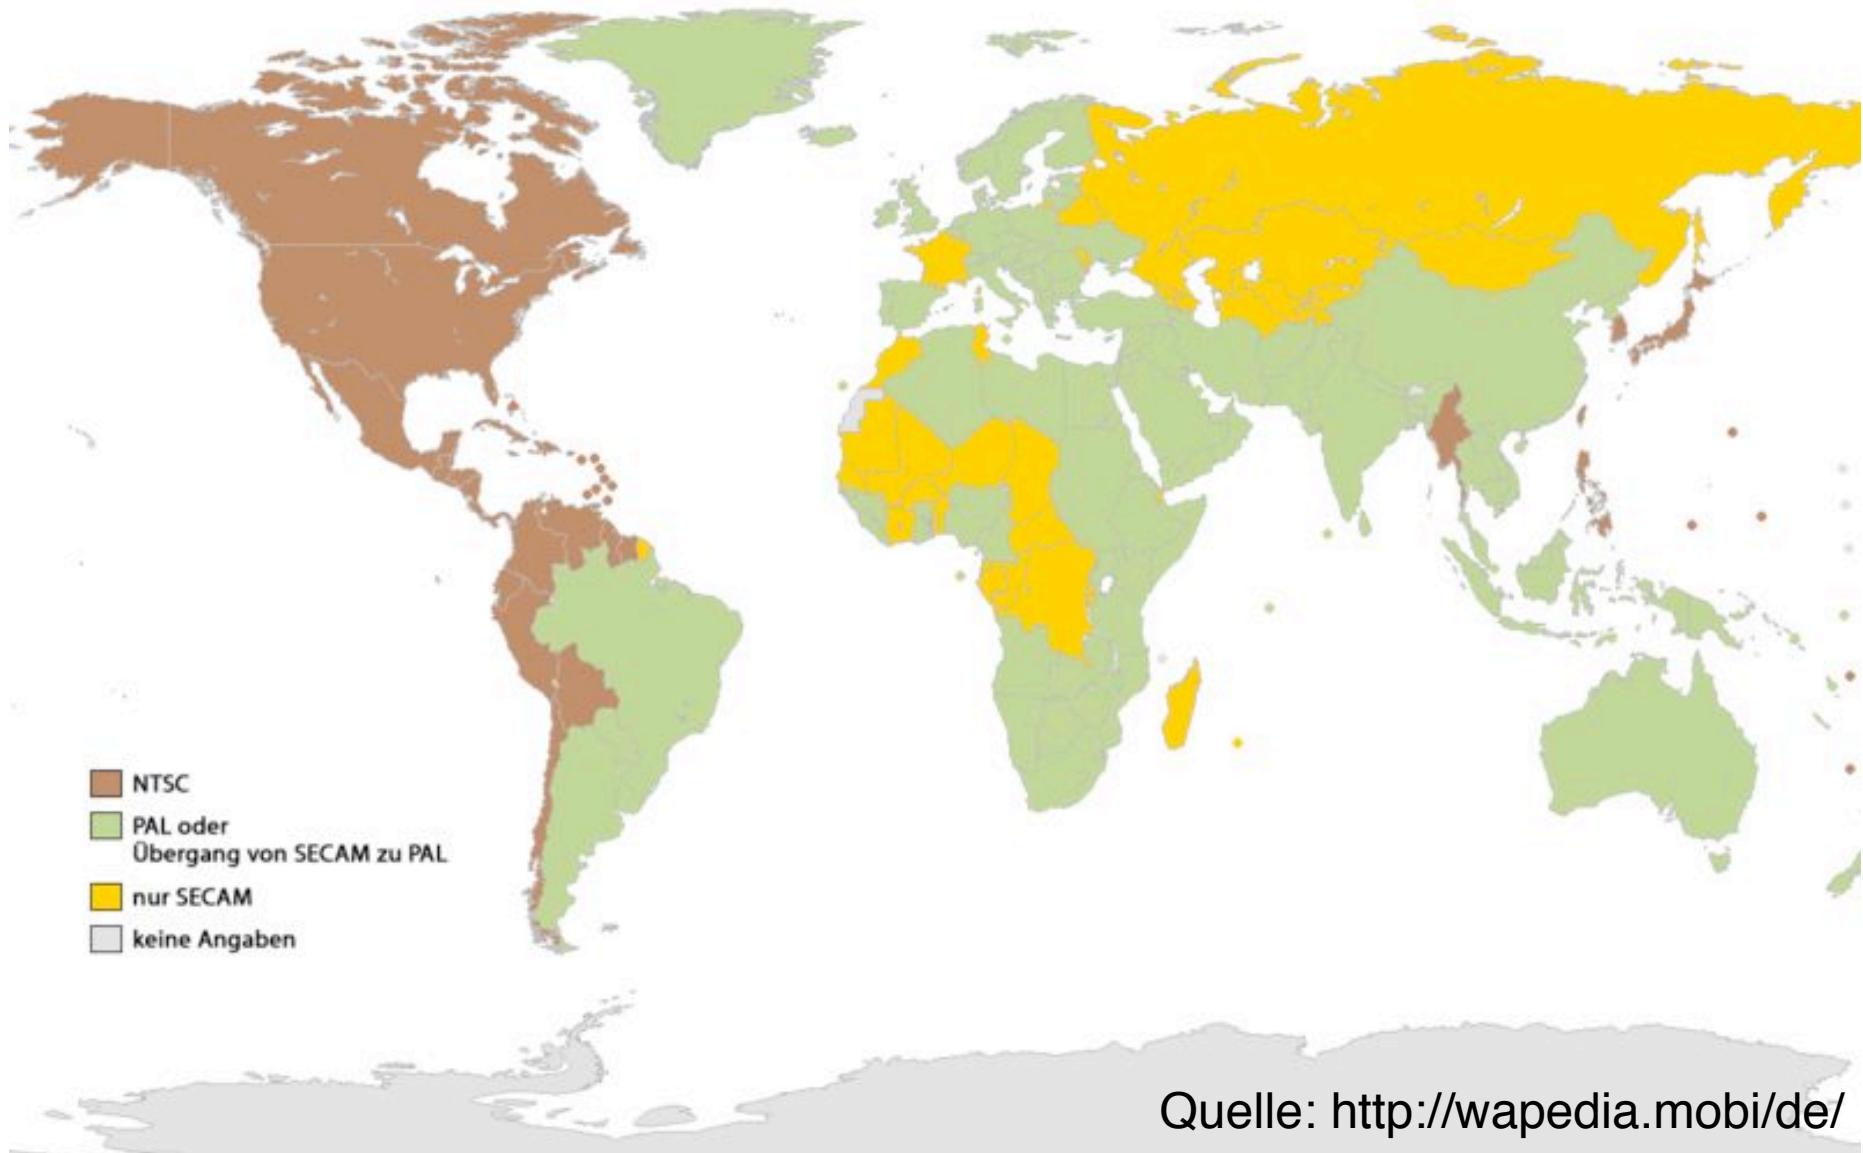 NTSC
PAL oder
Übergang von SECAM zu PAL
nur SECAM
keine Angaben
Quelle: http://wapedia.mobi/de/